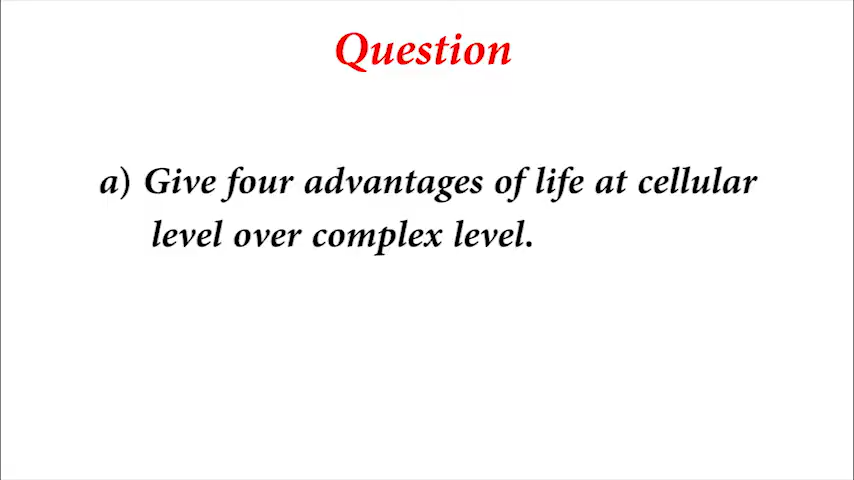 Question
a) Give four advantages of life at cellular
level over complex level.